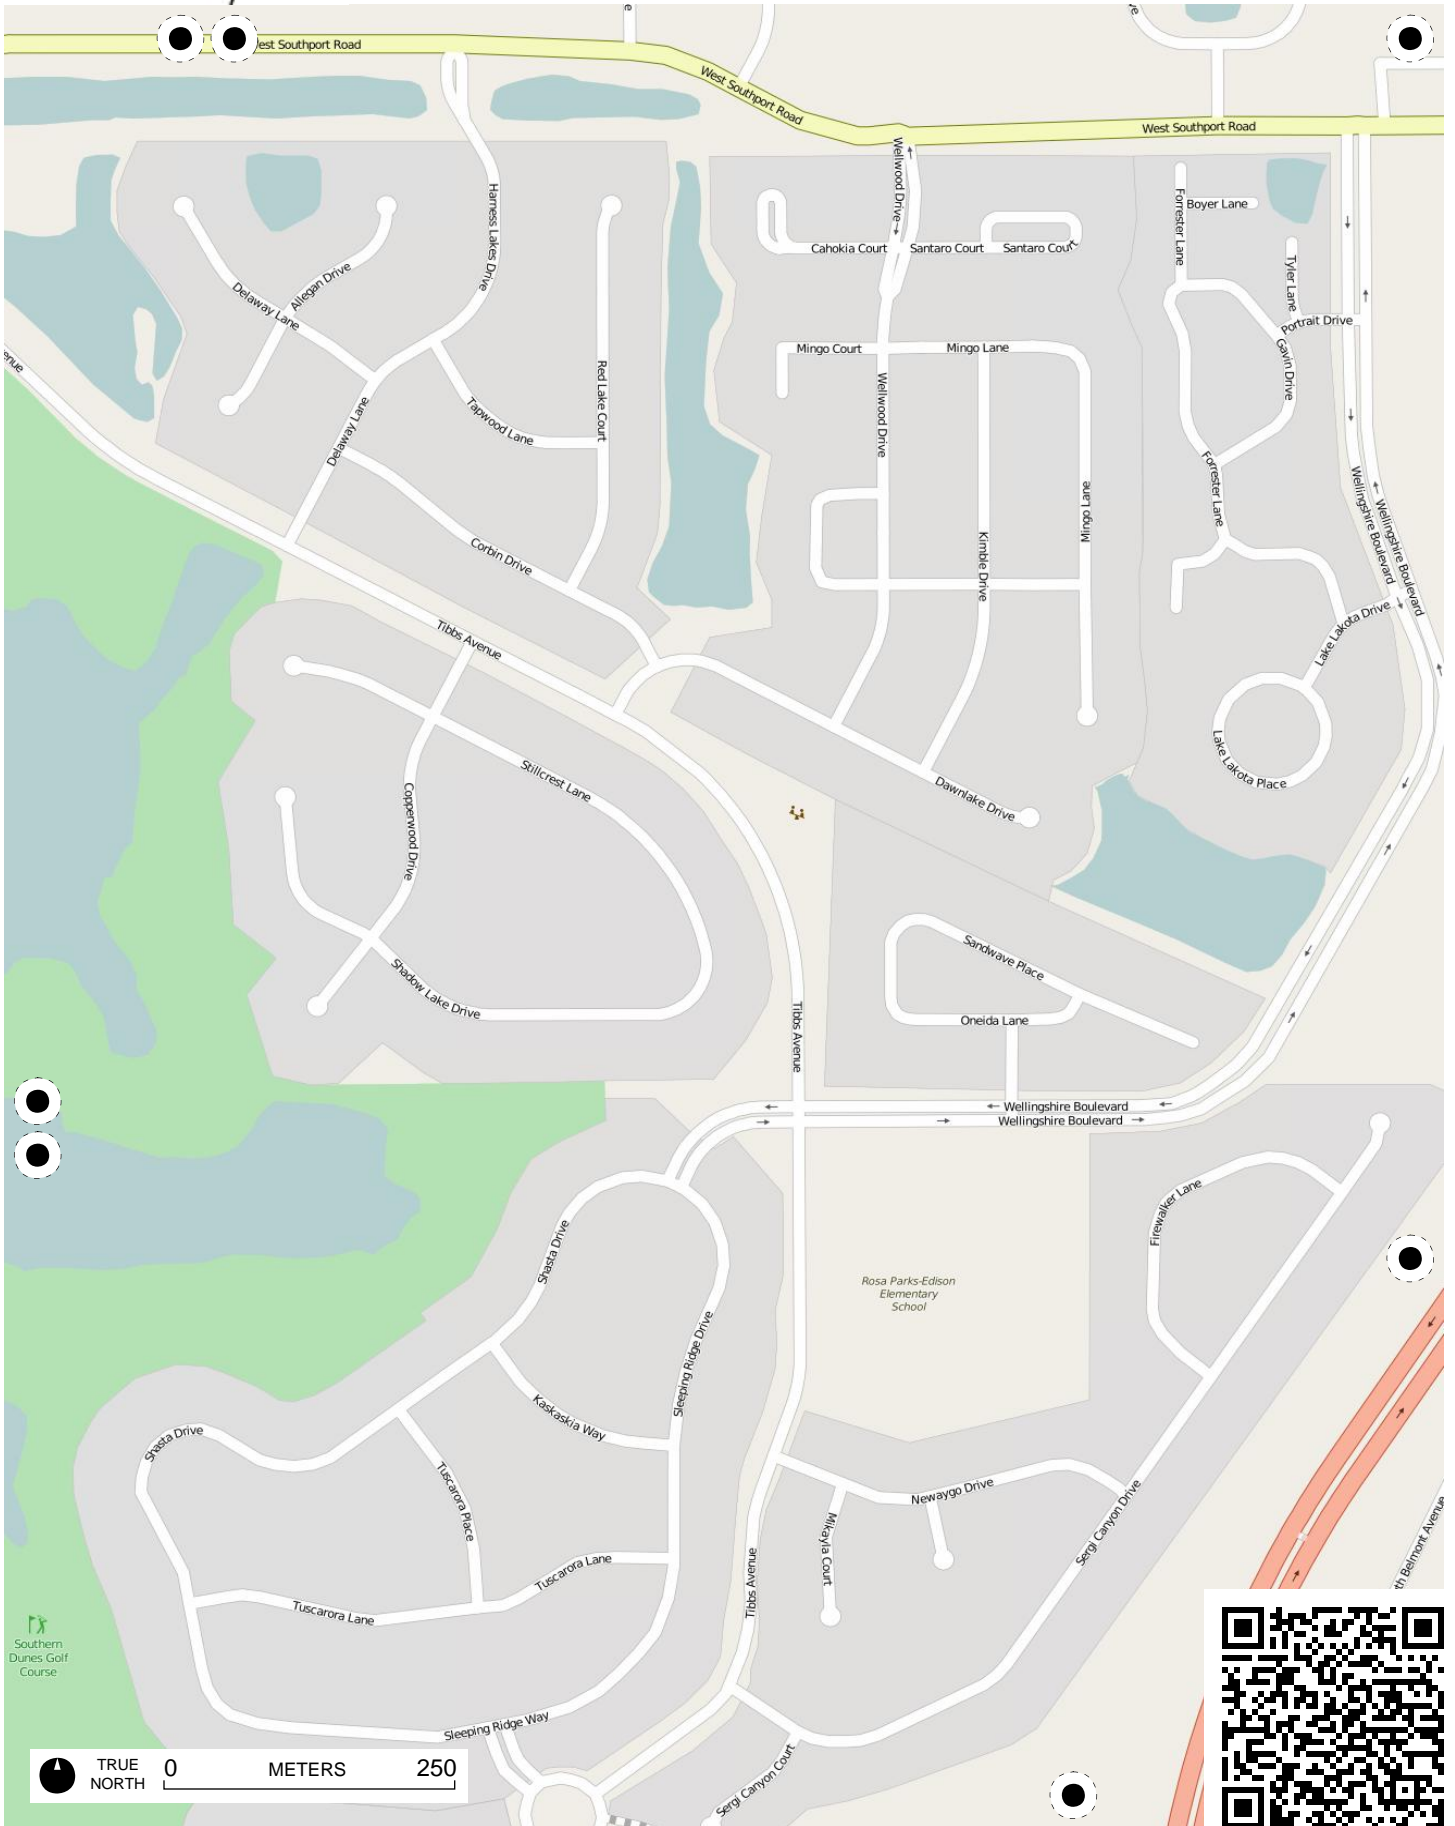 West Southport Road
West Southport Road
West Southport Road
Wellwood Drive
Harness Lakes Drive
Forrester Lane
Boyer Lane
Cahokia Court
Santaro Court
Santaro Court
Allegan Drive
Delaway Lane
Tyler Lane
Portrait Drive
Mingo Court
Mingo Lane
Gavin Drive
Red Lake Court
Wellwood Drive
Tapwood Lane
Delaway Lane
Forrester Lane
Wellingshire Boulevard
Wellingshire Boulevard
Mingo Lane
Corbin Drive
Kimble Drive
Lake Lakota Drive
Tibbs Avenue
Lake Lakota Place
Stillcrest Lane
Dawnlake Drive
Copperwood Drive
Sandwave Place
Shadow Lake Drive
Oneida Lane
Tibbs Avenue
Wellingshire Boulevard
Wellingshire Boulevard
Firewalker Lane
Shasta Drive
Rosa Parks-Edison
Elementary
School
Sleeping Ridge Drive
Kaskaskia Way
Shasta Drive
Tuscarora Place
Newaygo Drive
Sergi Canyon Drive
Mikayla Court
th Belmont Avenue
Tuscarora Lane
Tibbs Avenue
Tuscarora Lane
Southern
Dunes Golf
Course
Sleeping Ridge Way
Sergi Canyon Court
TRUE
NORTH
0 METERS 250